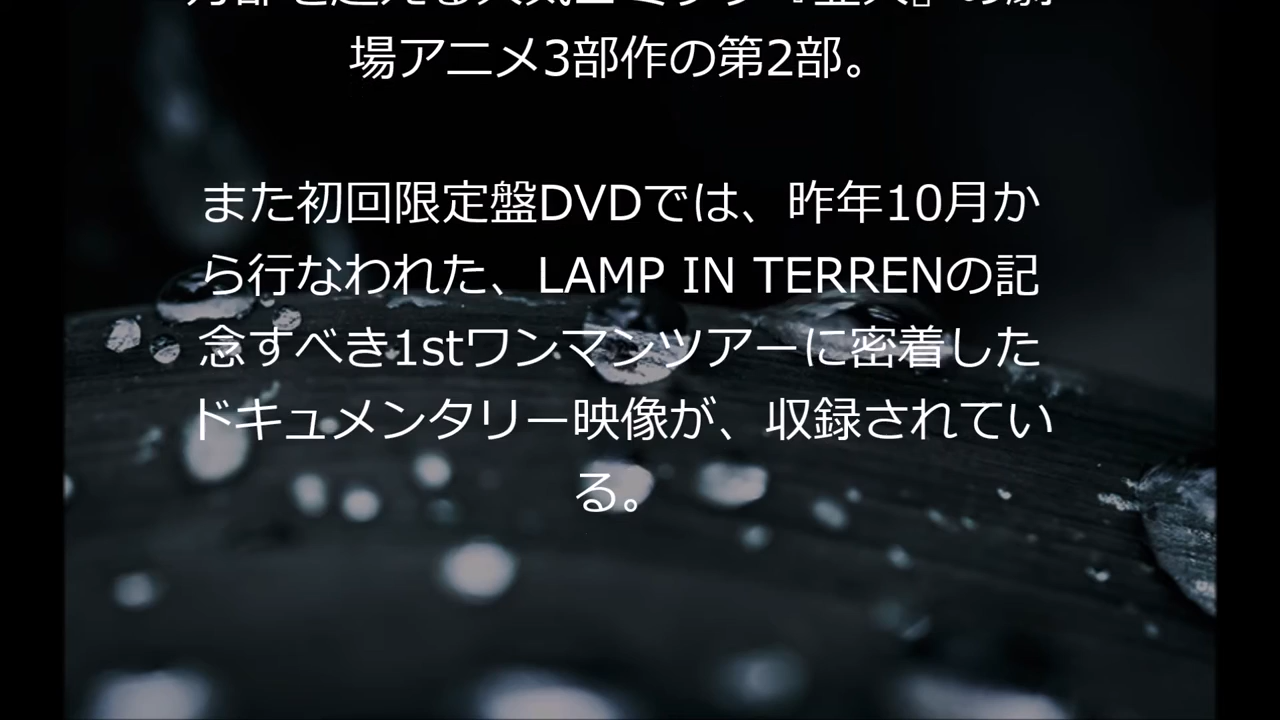 場アニメ3部作の第2部。
また初回限定盤DVDでは、昨年10月か
ら行なわれた、LAMP IN TERRENの記
念すべき1stワンマンツアーに密着した
ドキュメンタリー映像が、収録されてい
る。